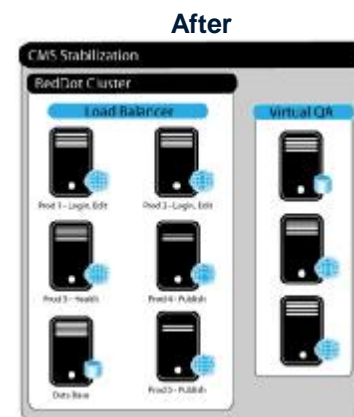 After
CMS Stabilization
RedDot Cluster
Load Balancer
Virtual QA
Prod 1 - Login, Edit
Prod 2 - Login, Edit
Prod 3 - Health
Prod 4 - Publish
Data Base
Prod 5 - Publish